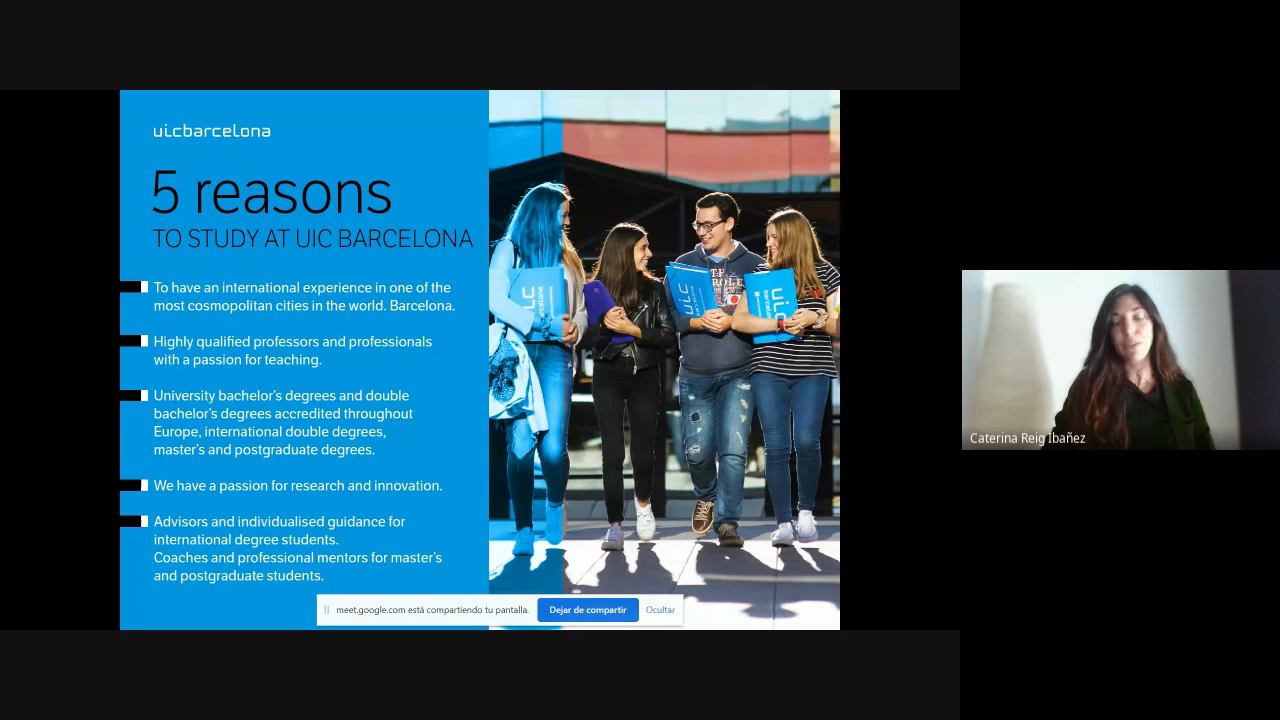 uicbarcelona
5 reasons
TO STUDY AT UIC BARCELONA
To have an international experience in one of the
most cosmopolitan cities in the world. Barcelona.
Highly qualified professors and professionals
with a passion for teaching.
University bachelor's degrees and double
bachelor's degrees accredited throughout
Europe, international double degrees,
master's and postgraduate degrees.
We have a passion for research and innovation.
Advisors and individualised guidance for
international degree students.
Coaches and professional mentors for master's
and postgraduate students.
uic
uic
uic
meet.google.com está compartiendo tu pantalla.
Dejar de compartir
Ocultar
Caterina Reig Ibañez